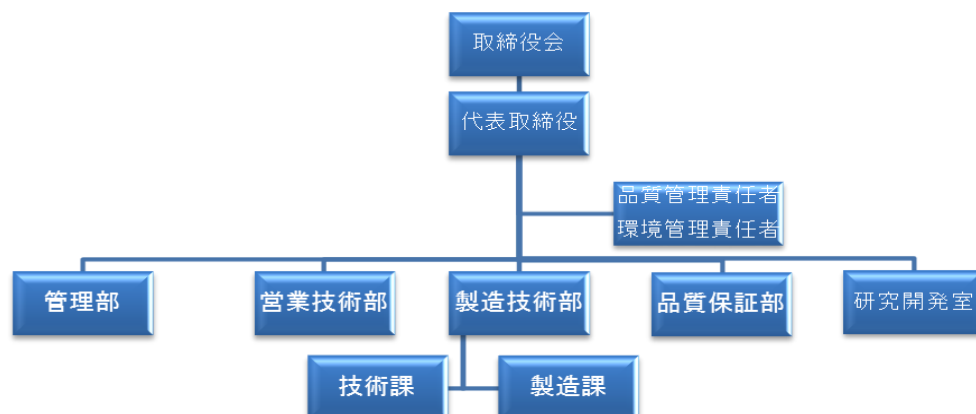 取締役会
代表取締役
品質管理責任者
環境管理責任者
管理部
営業技術部
製造技術部
品質保証部
研究開発室
技術課
製造課